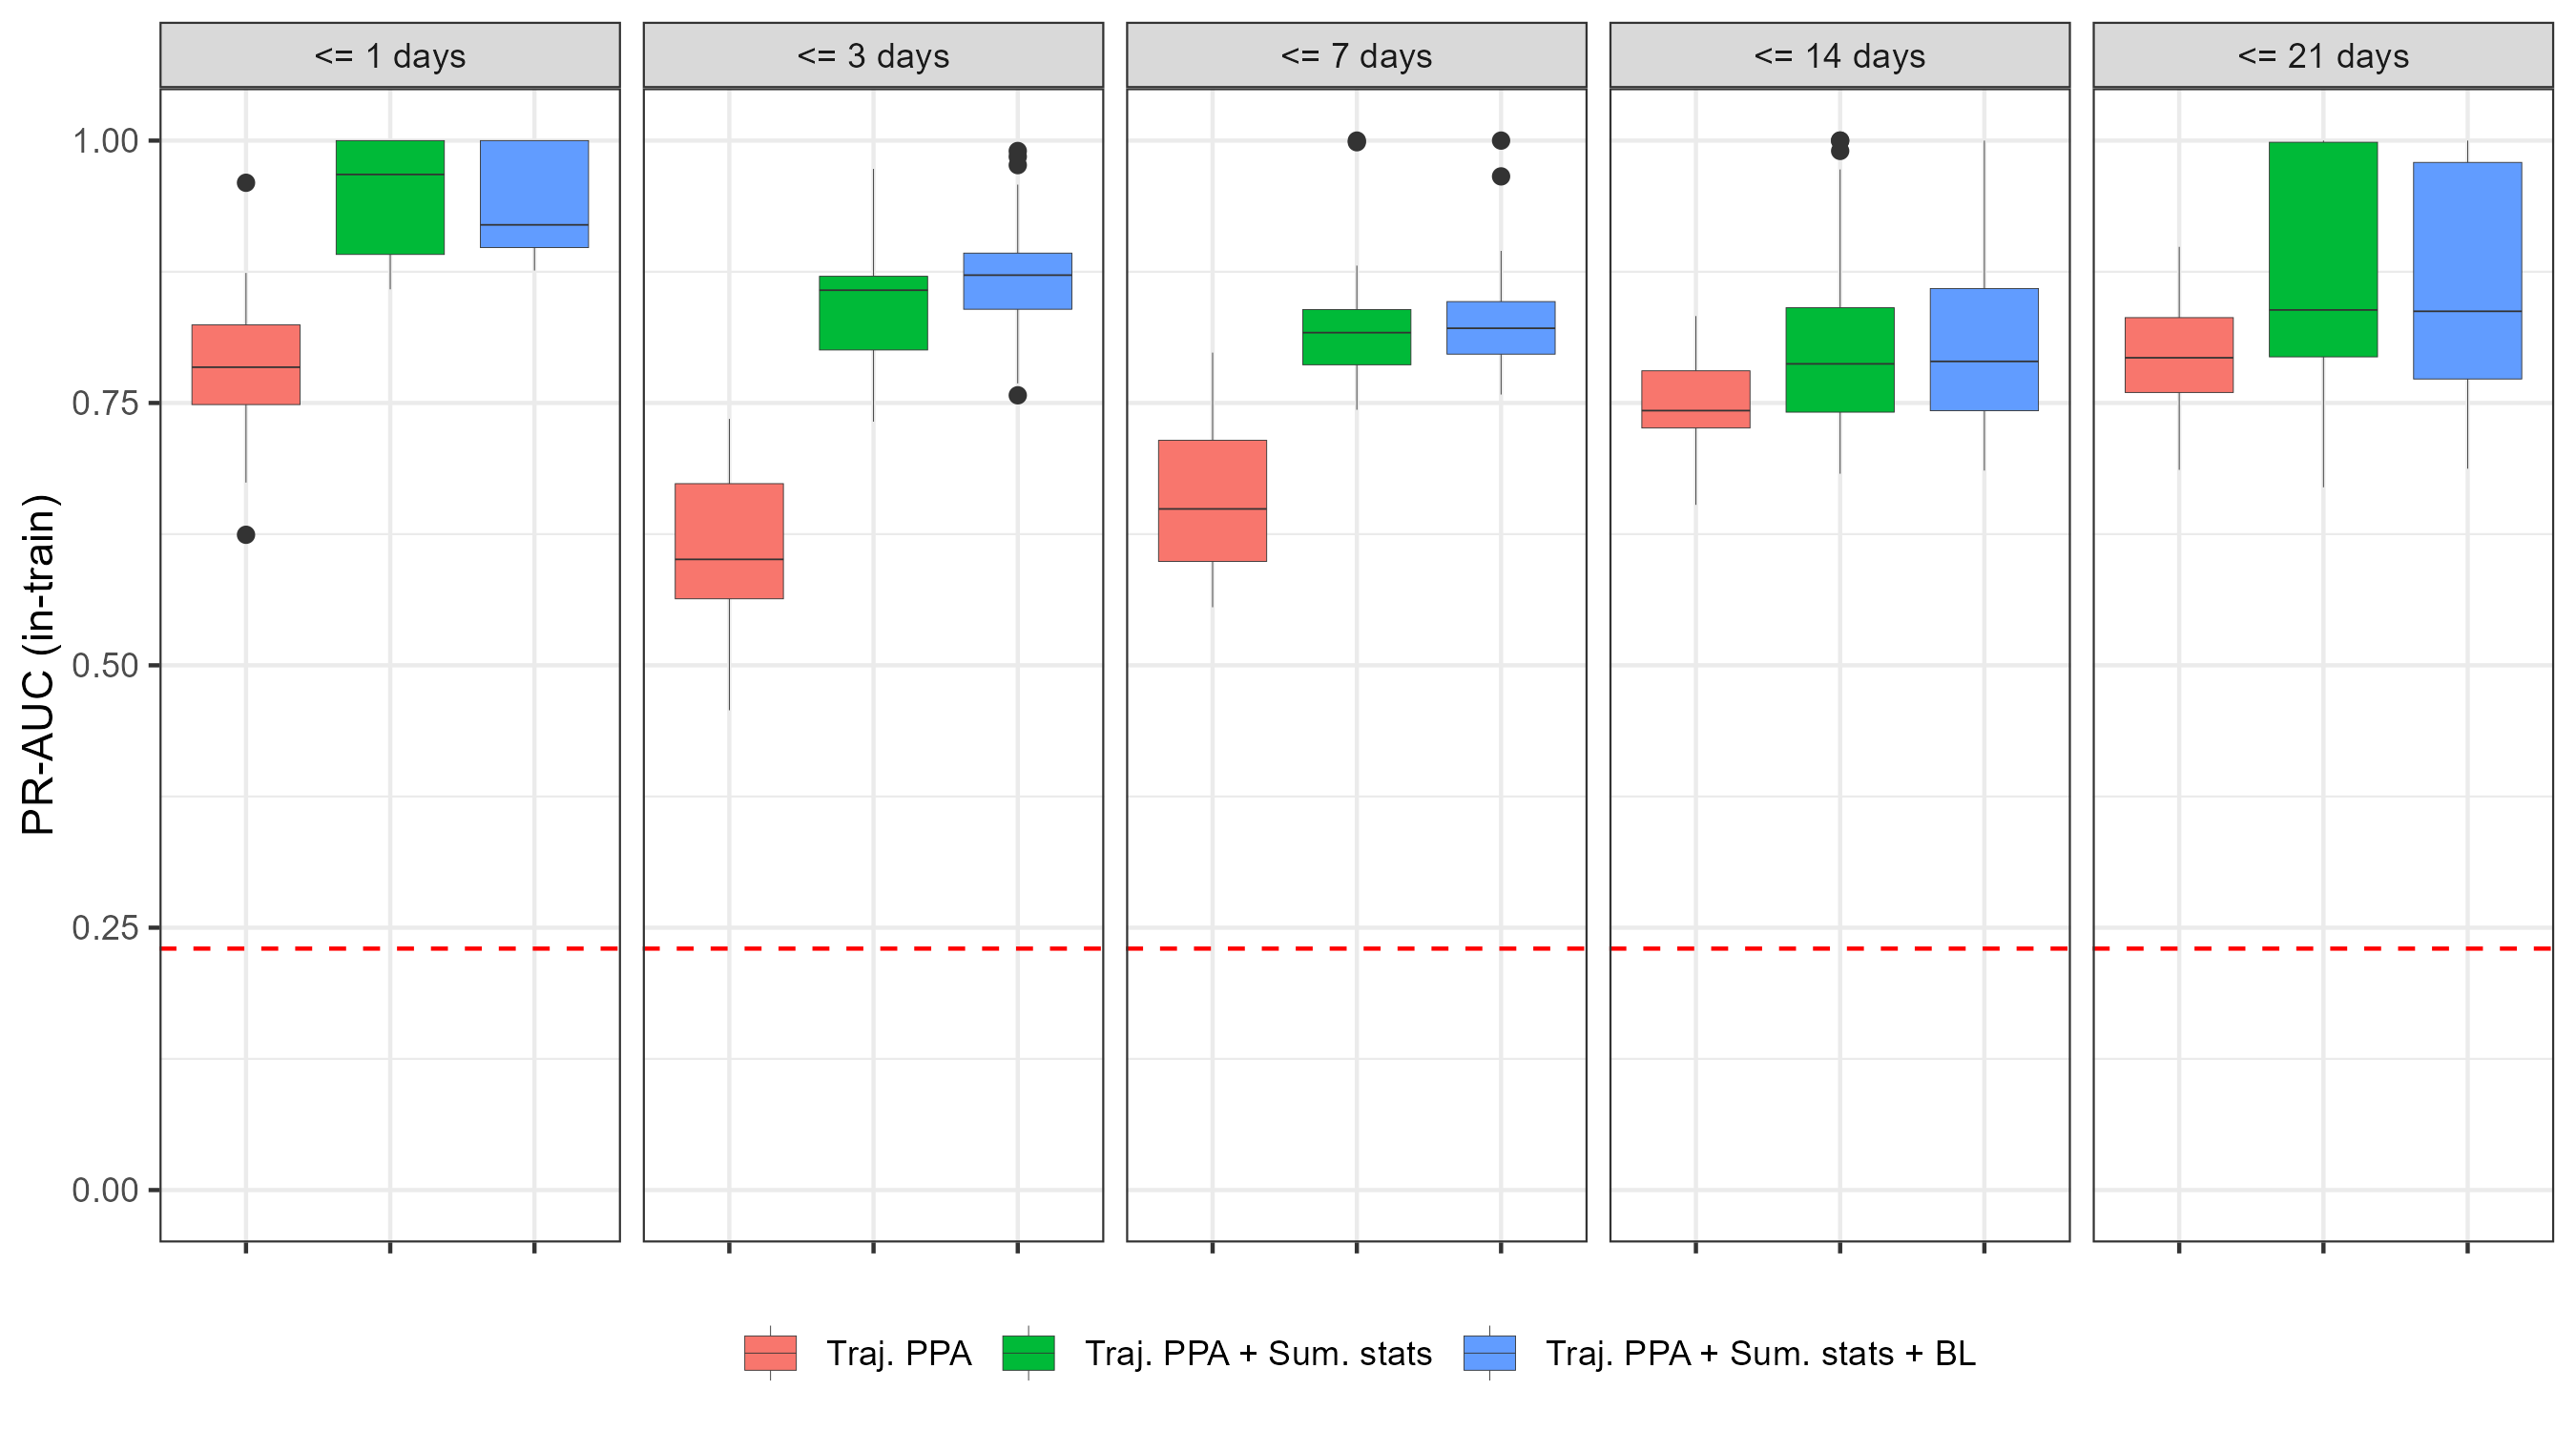 <= 1 days
<= 3 days
<= 7 days
<= 14 days
<= 21 days
PR-AUC (in-train)
1.00
0.75
0.50
0.25
0.00
Traj. PPA
Traj. PPA + Sum. stats
Traj. PPA + Sum. stats + BL